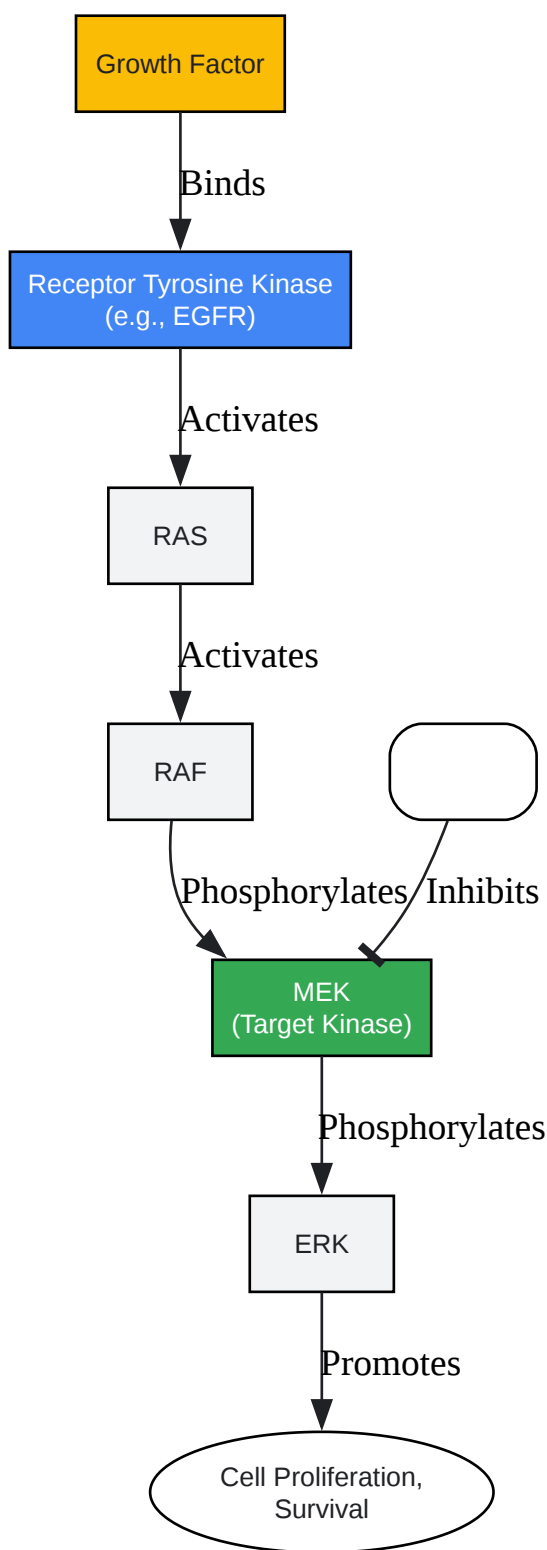 Growth Factor
Binds
Receptor Tyrosine Kinase
(e.g., EGFR)
Activates
RAS
Activates
RAF
Phosphorylates
Inhibits
MEK
(Target Kinase)
Phosphorylates
ERK
Promotes
Cell Proliferation,
Survival